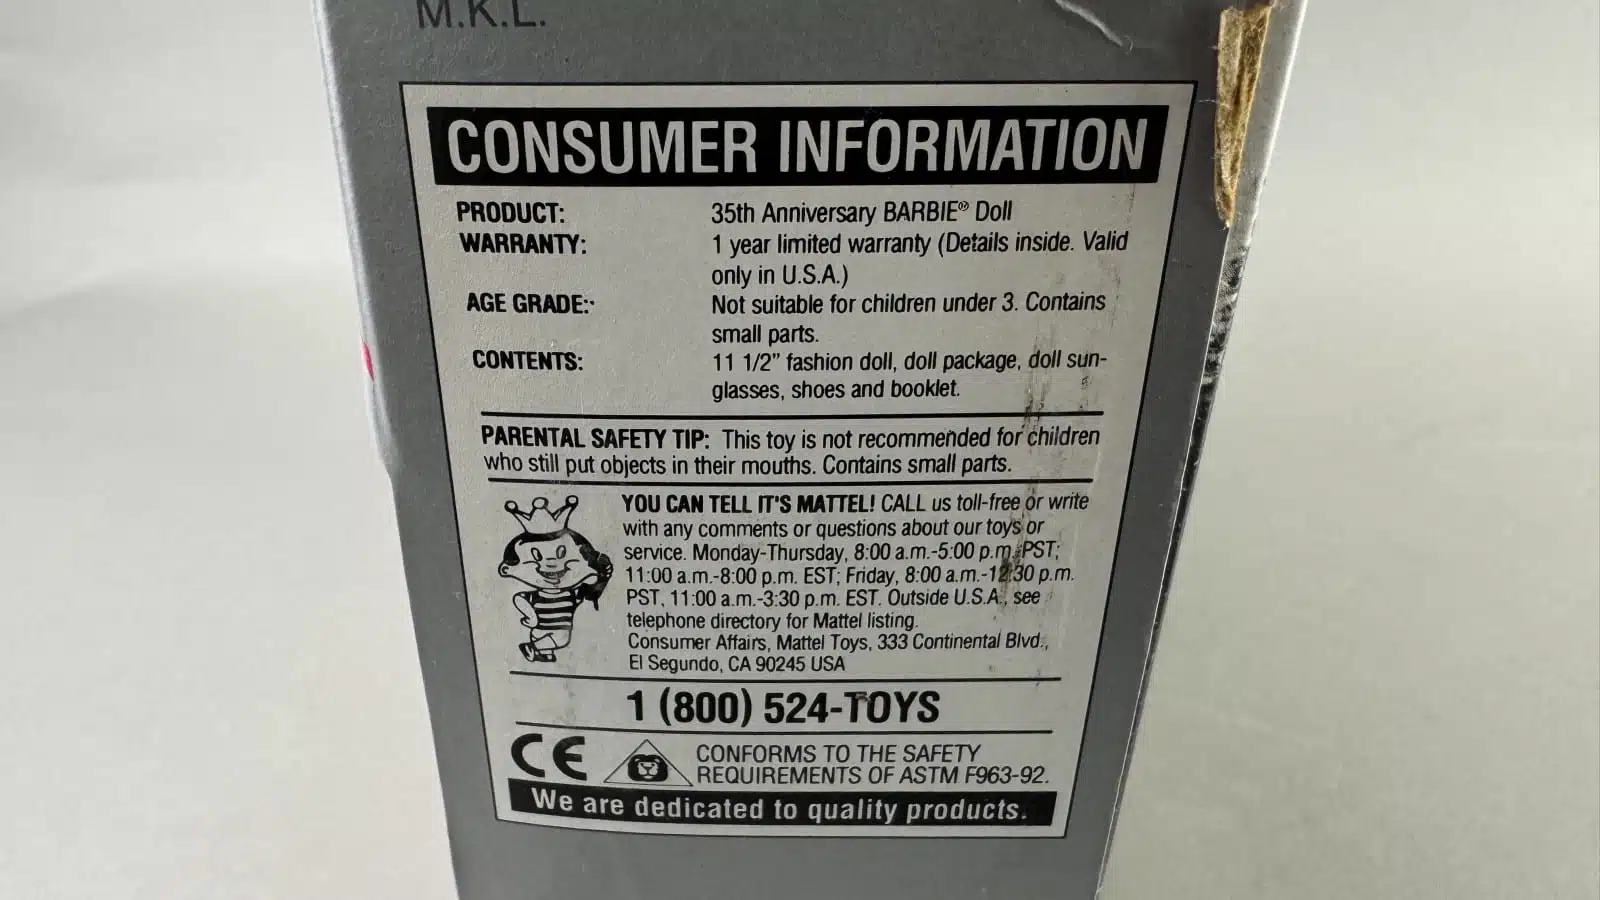 M.K.L.
CONSUMER INFORMATION
PRODUCT: 35th Anniversary BARBIE® Doll
WARRANTY: 1 year limited warranty (Details inside. Valid
only in U.S.A.)
AGE GRADE: Not suitable for children under 3. Contains
small parts.
CONTENTS: 11 1/2" fashion doll, doll package, doll sun-
glasses, shoes and booklet.
PARENTAL SAFETY TIP: This toy is not recommended for children
who still put objects in their mouths. Contains small parts.
YOU CAN TELL IT'S MATTEL! CALL us toll-free or write
with any comments or questions about our toys or
service. Monday-Thursday, 8:00 a.m.-5:00 p.m. PST;
11:00 a.m.-8:00 p.m. EST; Friday, 8:00 a.m.-12:30 p.m.
PST, 11:00 a.m.-3:30 p.m. EST. Outside U.S.A., see
telephone directory for Mattel listing.
Consumer Affairs, Mattel Toys, 333 Continental Blvd.,
El Segundo, CA 90245 USA
1 (800) 524-TOYS
CE CONFORMS TO THE SAFETY
REQUIREMENTS OF ASTM F963-92.
We are dedicated to quality products.